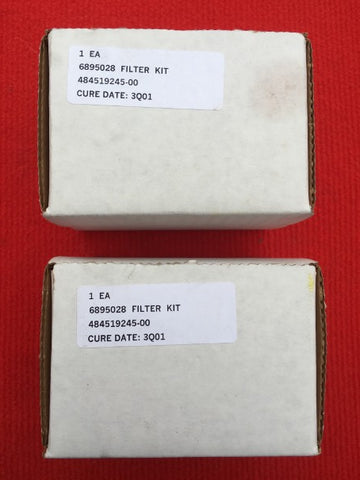 1 EA
6895028 FILTER KIT
484519245-00
CURE DATE: 3Q01
1 EA
6895028 FILTER KIT
484519245-00
CURE DATE: 3Q01